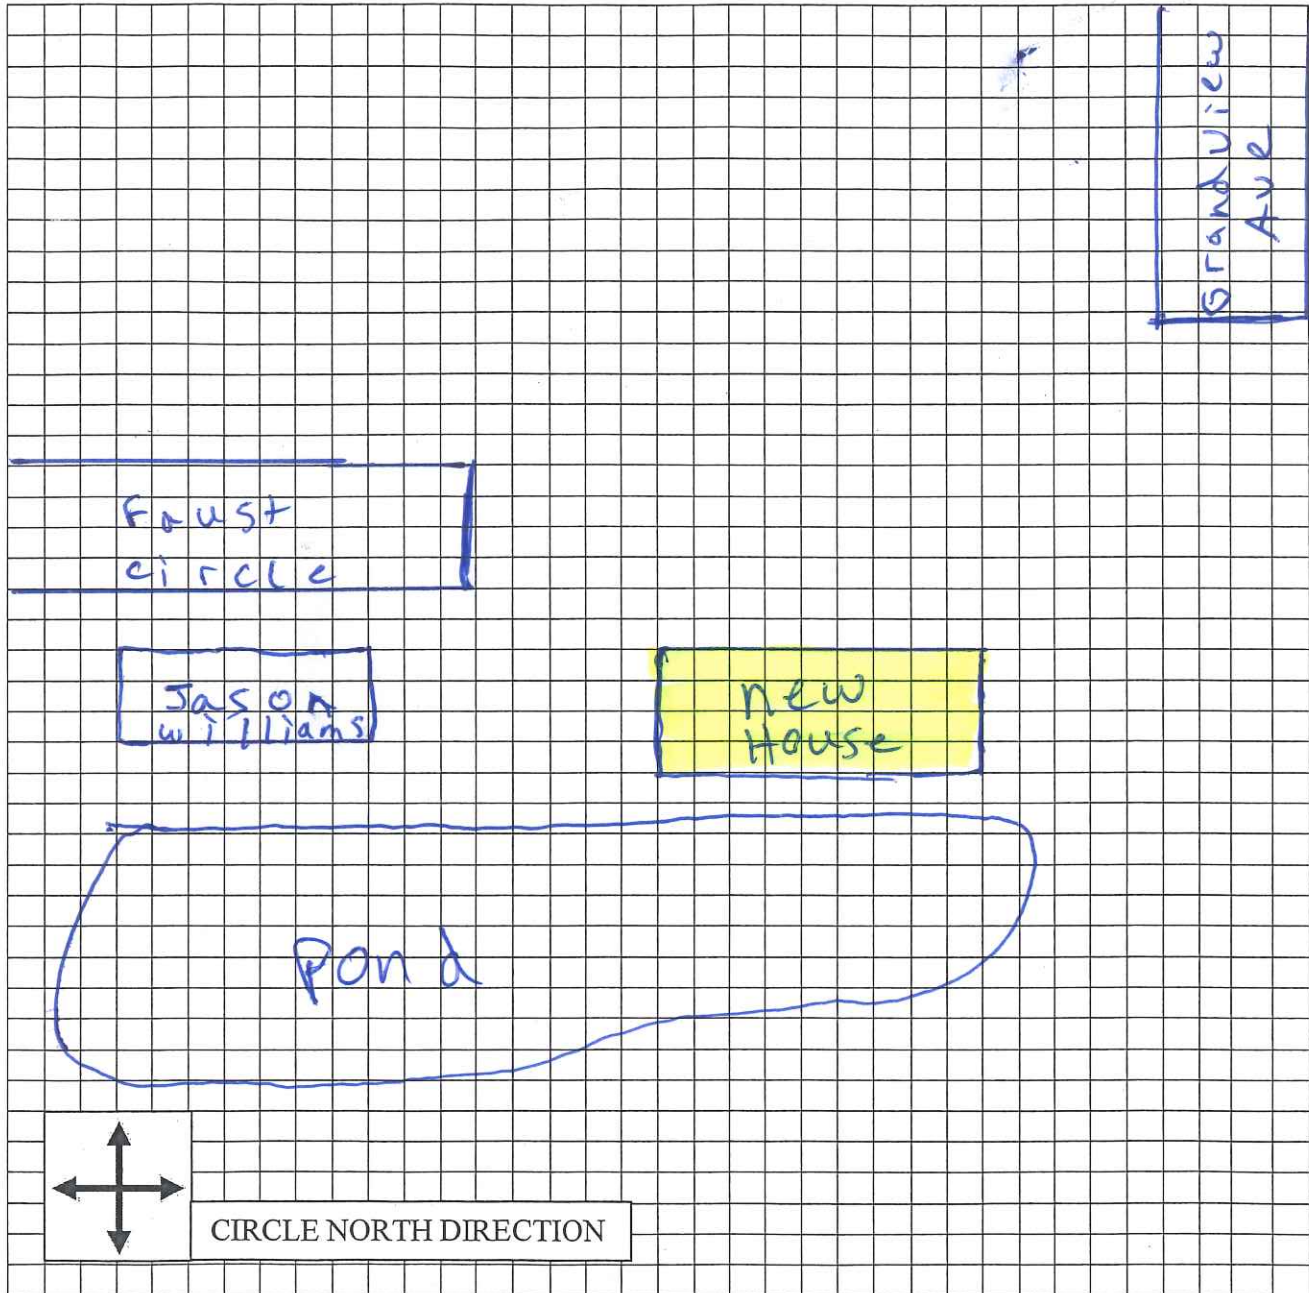 GrandView
Ave
Faust
circle
Jason
williams
new
House
pond
CIRCLE NORTH DIRECTION